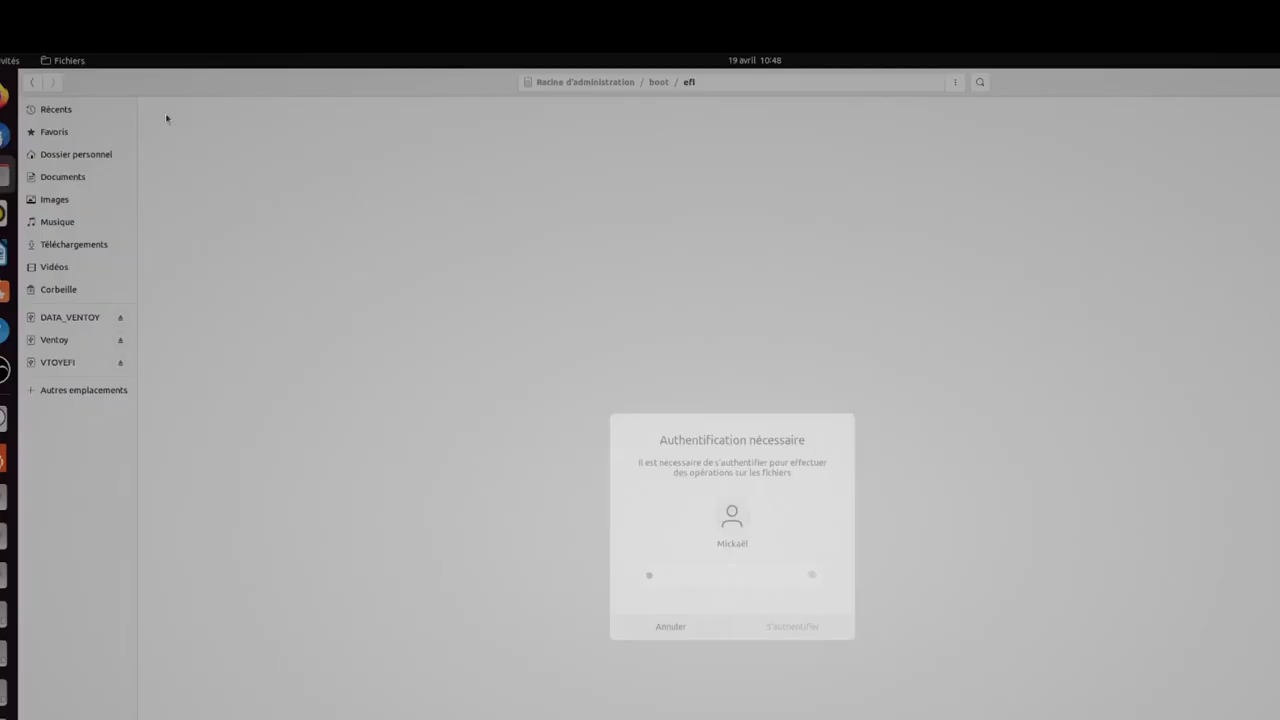 vités
Fichiers
19 avril 10:48
Racine d'administration / boot / efi
Récents
Favoris
Dossier personnel
Documents
Images
Musique
Téléchargements
Vidéos
Corbeille
DATA_VENTOY
Ventoy
VTOYEFI
+ Autres emplacements
Authentification nécessaire
Il est nécessaire de s'authentifier pour effectuer
des opérations sur les fichiers
Mickaël
Annuler
S'authentifier